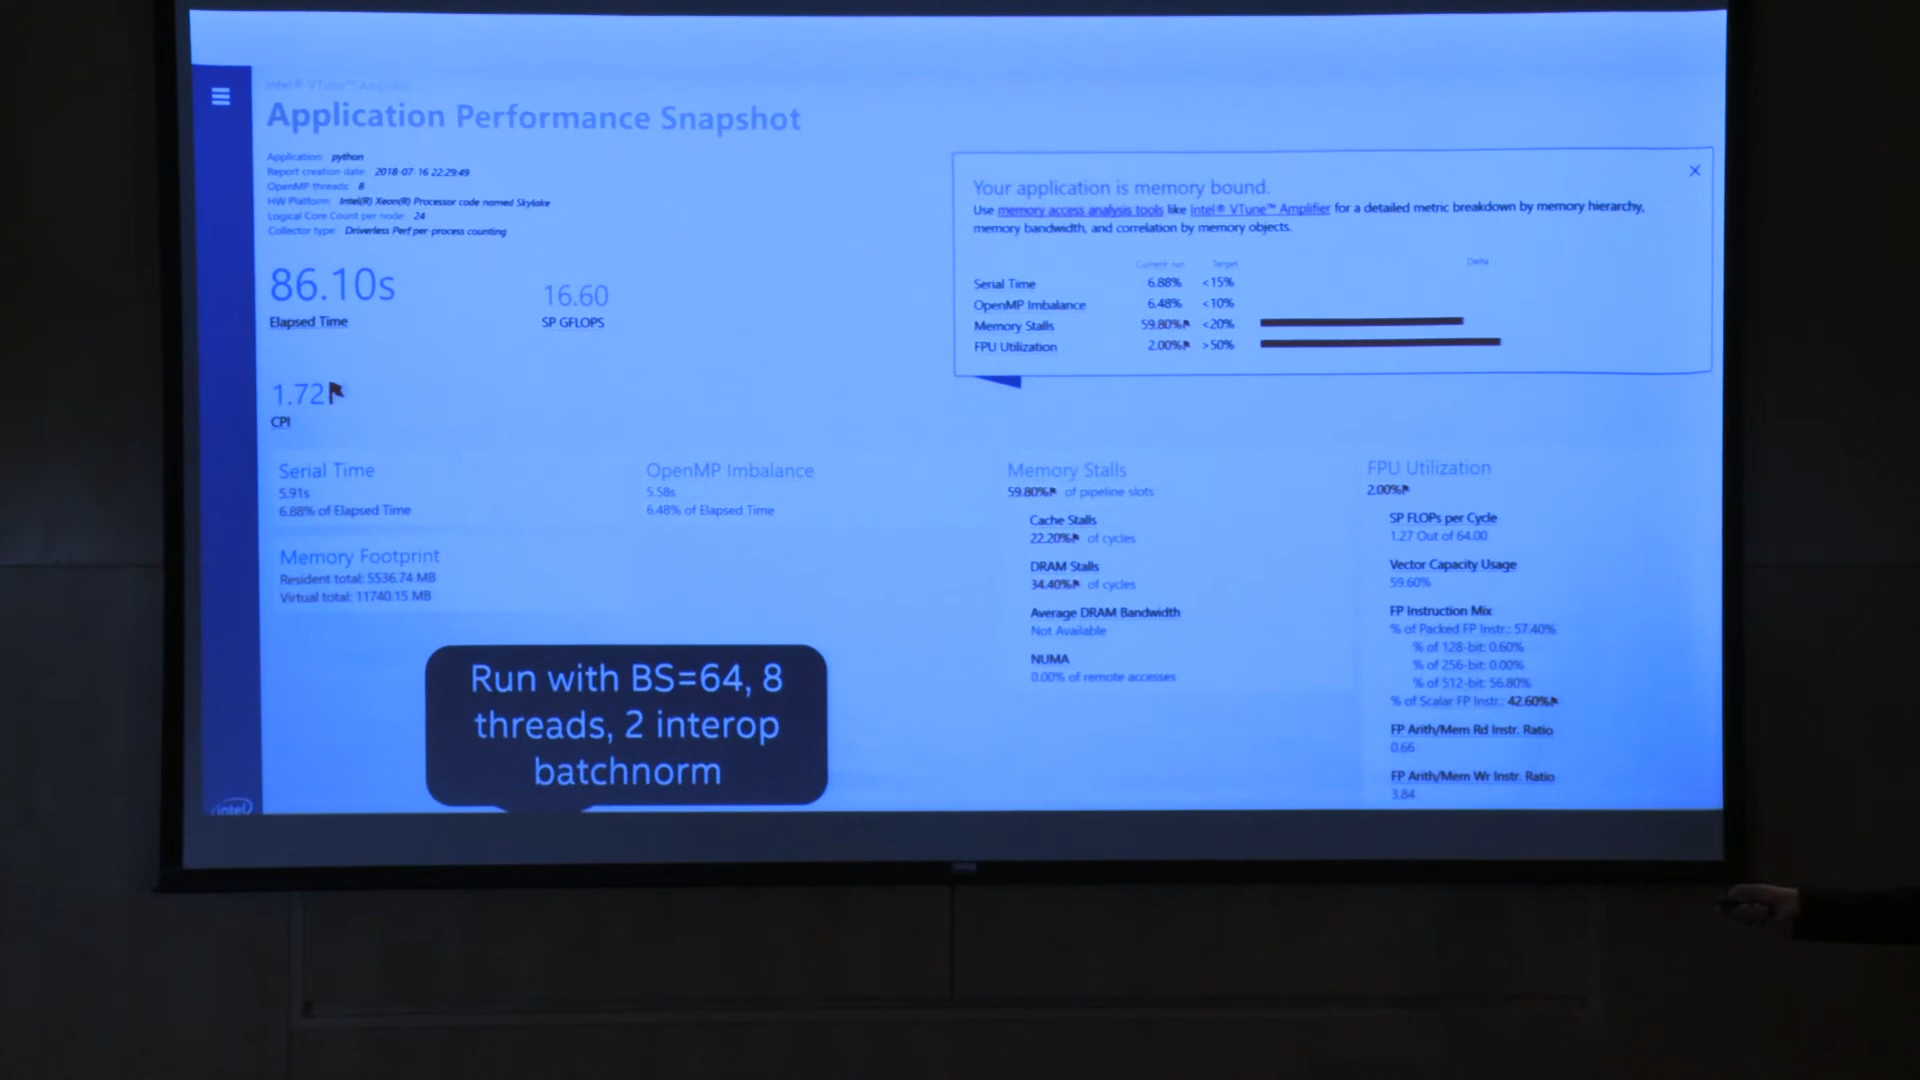 Intel® VTune™ Amplifier
Application Performance Snapshot
Application: python
Report creation date: 2018-07-16 22:29:49
OpenMP threads: 8
HW Platform: Intel(R) Xeon(R) Processor code named Skylake
Logical Core Count per node: 24
Collector type: Driverless Perf per-process counting
86.10s
Elapsed Time
16.60
SP GFLOPS
1.72
CPI
Your application is memory bound.
Use memory access analysis tools like Intel® VTune™ Amplifier for a detailed metric breakdown by memory hierarchy,
memory bandwidth, and correlation by memory objects.
Current run Target Delta
Serial Time 6.88% <15%
OpenMP Imbalance 6.48% <10%
Memory Stalls 59.80% <20%
FPU Utilization 2.00% >50%
Serial Time
5.91s
6.88% of Elapsed Time
OpenMP Imbalance
5.58s
6.48% of Elapsed Time
Memory Footprint
Resident total: 5536.74 MB
Virtual total: 11740.15 MB
Memory Stalls
59.80% of pipeline slots
Cache Stalls
22.20% of cycles
DRAM Stalls
34.40% of cycles
Average DRAM Bandwidth
Not Available
NUMA
0.00% of remote accesses
FPU Utilization
2.00%
SP FLOPs per Cycle
1.27 Out of 64.00
Vector Capacity Usage
59.60%
FP Instruction Mix
% of Packed FP Instr.: 57.40%
% of 128-bit: 0.60%
% of 256-bit: 0.00%
% of 512-bit: 56.80%
% of Scalar FP Instr.: 42.60%
FP Arith/Mem Rd Instr. Ratio
0.66
FP Arith/Mem Wr Instr. Ratio
3.84
Run with BS=64, 8
threads, 2 interop
batchnorm
intel